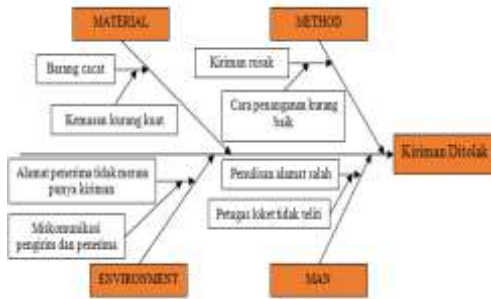 MATERIAL
METHOD
Barang cacat
Kiriman rusak
Kemasan kurang kuat
Cara penanganan kurang
baik
Kiriman Ditolak
Alamat penerima tidak merasa
punya kiriman
Penulisan alamat salah
Miskomunikasi
pengirim dan penerima
Petugas loket tidak teliti
ENVIRONMENT
MAN